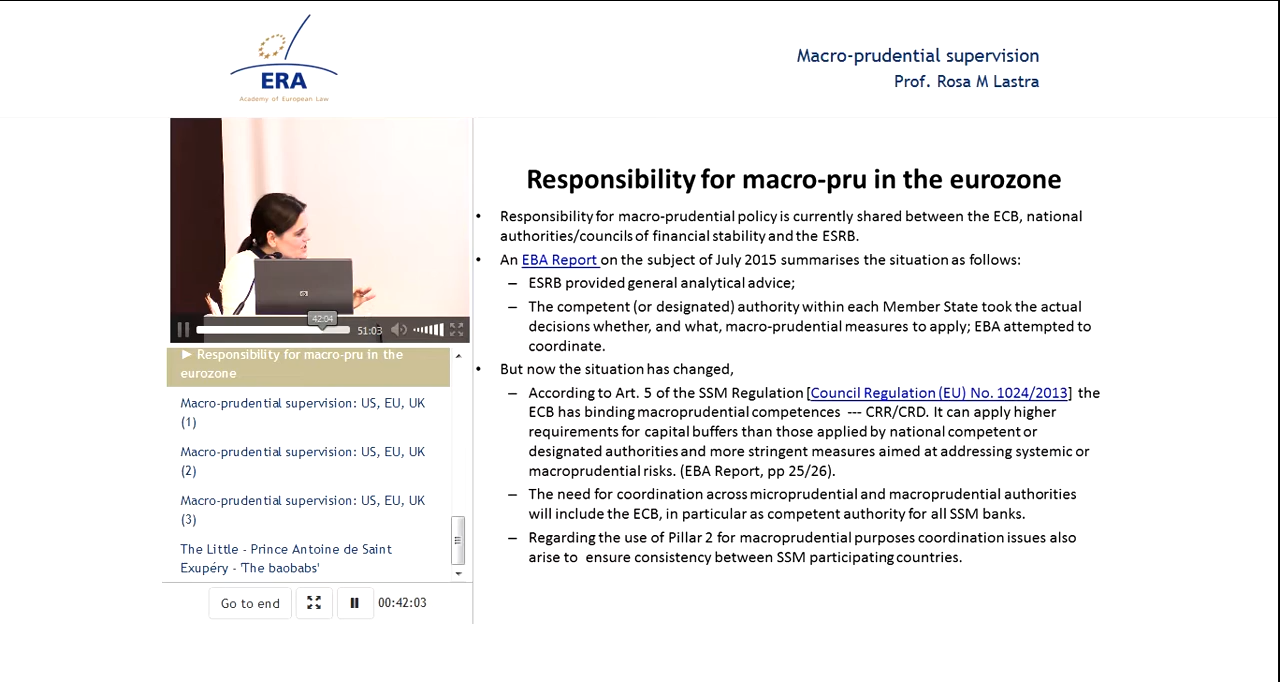 ERA
Academy of European Law
Macro-prudential supervision
Prof. Rosa M Lastra
42:04
51:03
► Responsibility for macro-pru in the
eurozone
Macro-prudential supervision: US, EU, UK
(1)
Macro-prudential supervision: US, EU, UK
(2)
Macro-prudential supervision: US, EU, UK
(3)
The Little - Prince Antoine de Saint
Exupéry - 'The baobabs'
Go to end
00:42:03
Responsibility for macro-pru in the eurozone
• Responsibility for macro-prudential policy is currently shared between the ECB, national
authorities/councils of financial stability and the ESRB.
• An EBA Report on the subject of July 2015 summarises the situation as follows:
– ESRB provided general analytical advice;
– The competent (or designated) authority within each Member State took the actual
decisions whether, and what, macro-prudential measures to apply; EBA attempted to
coordinate.
• But now the situation has changed,
– According to Art. 5 of the SSM Regulation [Council Regulation (EU) No. 1024/2013] the
ECB has binding macroprudential competences --- CRR/CRD. It can apply higher
requirements for capital buffers than those applied by national competent or
designated authorities and more stringent measures aimed at addressing systemic or
macroprudential risks. (EBA Report, pp 25/26).
– The need for coordination across microprudential and macroprudential authorities
will include the ECB, in particular as competent authority for all SSM banks.
– Regarding the use of Pillar 2 for macroprudential purposes coordination issues also
arise to ensure consistency between SSM participating countries.